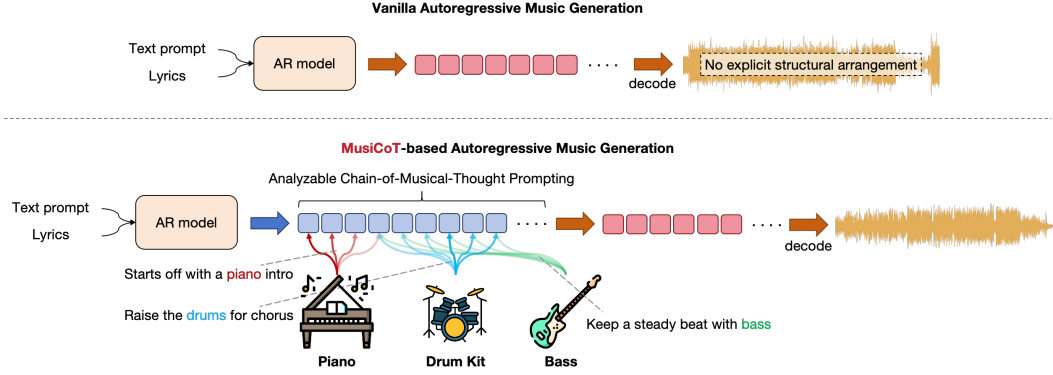 Vanilla Autoregressive Music Generation
Text prompt
Lyrics
AR model
decode
No explicit structural arrangement
MusiCoT-based Autoregressive Music Generation
Analyzable Chain-of-Musical-Thought Prompting
Text prompt
Lyrics
AR model
decode
Starts off with a piano intro
Raise the drums for chorus
Keep a steady beat with bass
Piano
Drum Kit
Bass